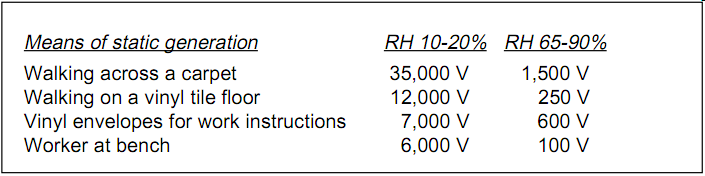 Means of static generation RH 10-20% RH 65-90%
Walking across a carpet 35,000 V 1,500 V
Walking on a vinyl tile floor 12,000 V 250 V
Vinyl envelopes for work instructions 7,000 V 600 V
Worker at bench 6,000 V 100 V